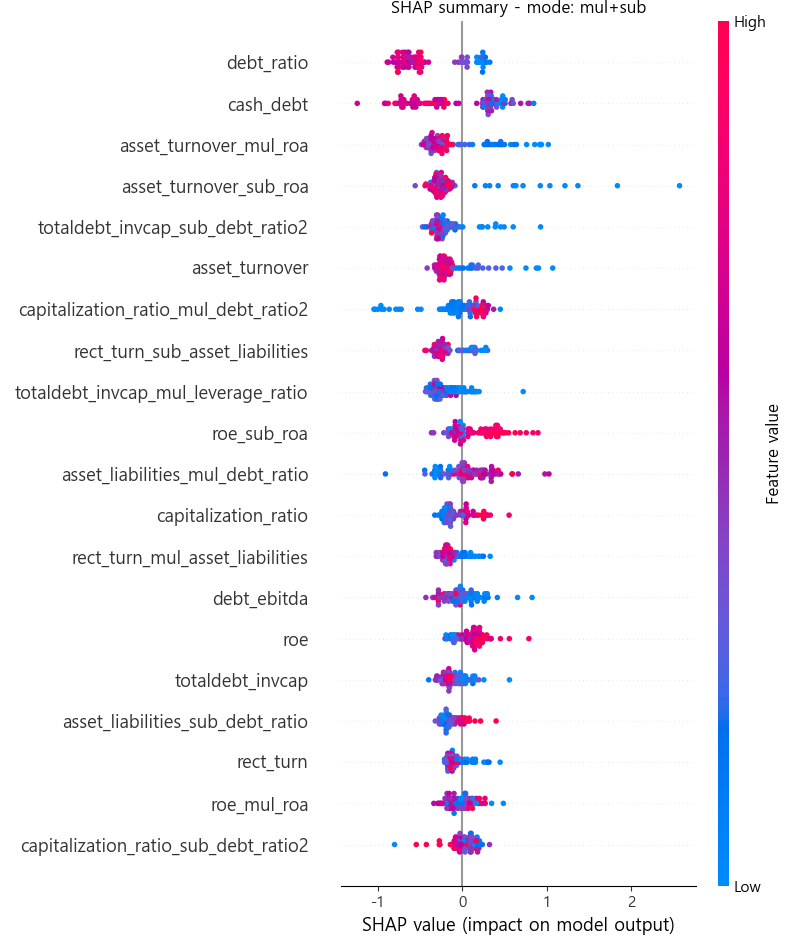 SHAP summary - mode: mul+sub
High
debt_ratio
cash_debt
asset_turnover_mul_roa
asset_turnover_sub_roa
totaldebt_invcap_sub_debt_ratio2
asset_turnover
capitalization_ratio_mul_debt_ratio2
rect_turn_sub_asset_liabilities
totaldebt_invcap_mul_leverage_ratio
roe_sub_roa
asset_liabilities_mul_debt_ratio
capitalization_ratio
rect_turn_mul_asset_liabilities
debt_ebitda
roe
totaldebt_invcap
asset_liabilities_sub_debt_ratio
rect_turn
roe_mul_roa
capitalization_ratio_sub_debt_ratio2
Feature value
Low
-1 0 1 2
SHAP value (impact on model output)